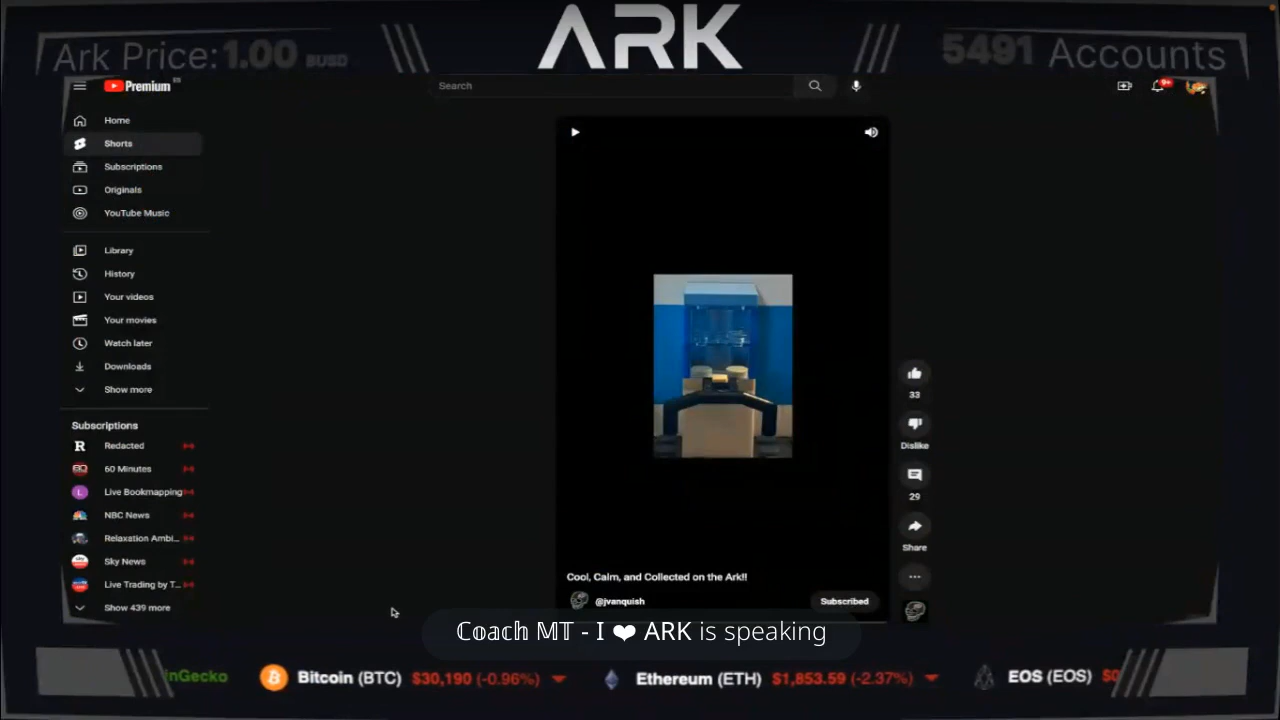 ARK
Ark Price:1.00 BUSD
5491 Accounts
Premium
Search
9+
Home
Shorts
Subscriptions
Originals
YouTube Music
Library
History
Your videos
Your movies
Watch later
Downloads
Show more
Subscriptions
R Redacted
60 Minutes
L Live Bookmapping
NBC News
Relaxation Ambi...
Sky News
Live Trading by T...
Show 439 more
33
Dislike
29
Share
Cool, Calm, and Collected on the Ark!!
@jvanquish
Subscribed
ℂ𝕠𝕒𝕔𝕙 𝕄𝕋 - I ❤ ARK is speaking
nGecko
Bitcoin (BTC) $30,190 (-0.96%)
Ethereum (ETH) $1,853.59 (-2.37%)
EOS (EOS) $0